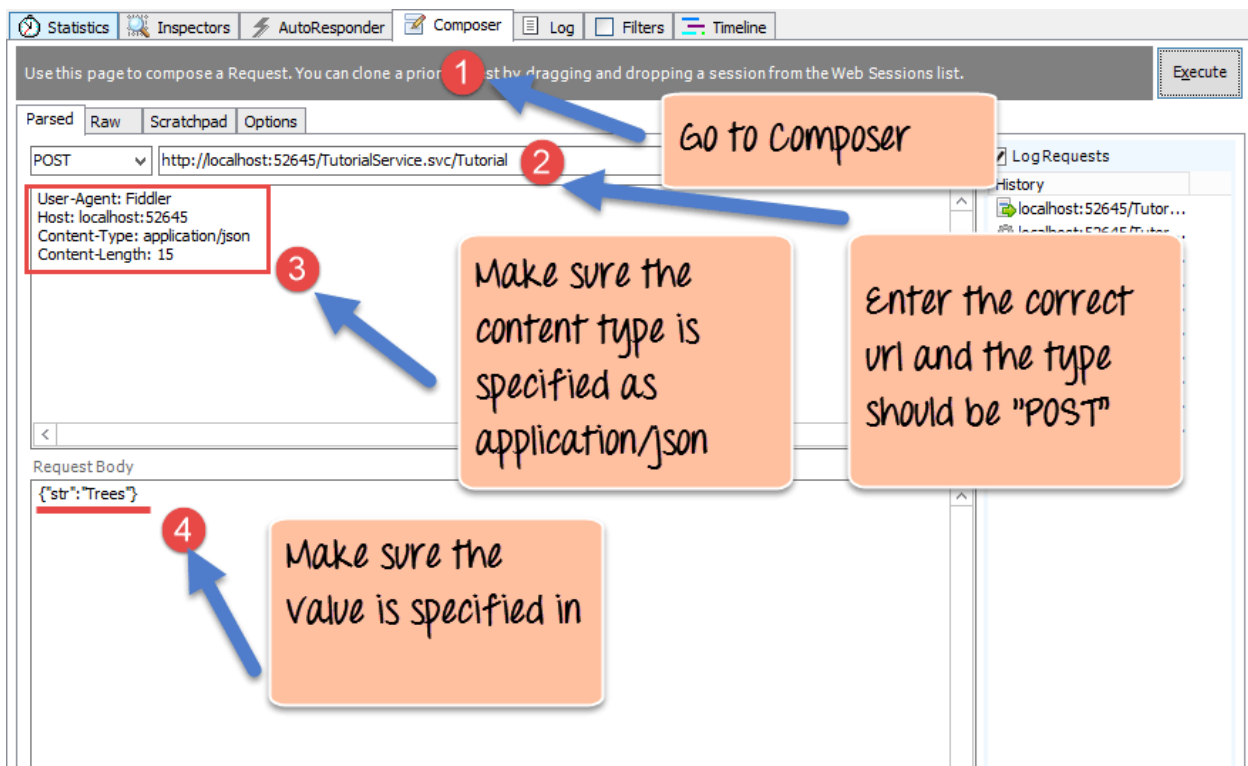 Statistics Inspectors AutoResponder Composer Log Filters Timeline
Use this page to compose a Request. You can clone a prior st by dragging and dropping a session from the Web Sessions list.
Execute
1
Go to Composer
Parsed Raw Scratchpad Options
POST http://localhost:52645/TutorialService.svc/Tutorial
2
Log Requests
History
localhost:52645/Tutor...
localhost:52645/Tutor...
User-Agent: Fiddler
Host: localhost:52645
Content-Type: application/json
Content-Length: 15
3
Make sure the
content type is
specified as
application/json
Enter the correct
url and the type
should be "POST"
Request Body
{"str":"Trees"}
4
Make sure the
value is specified in